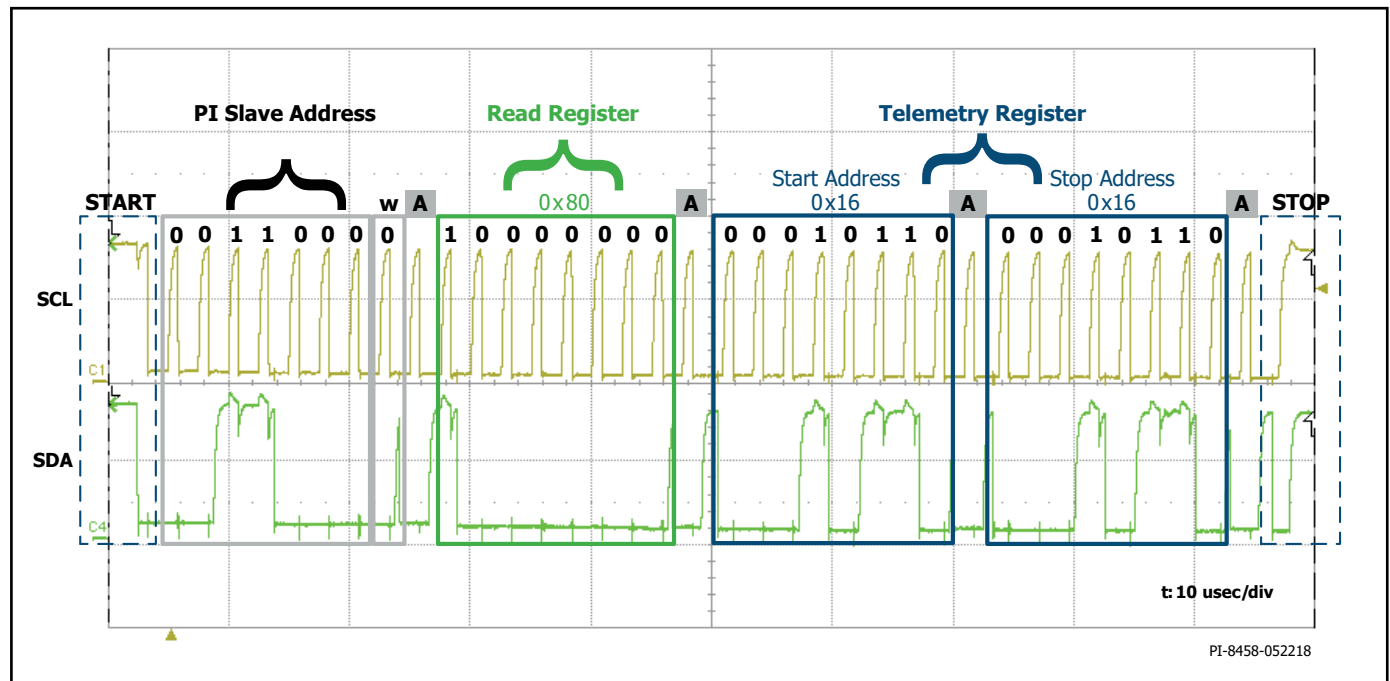 PI Slave Address
Read Register
Telemetry Register
Start Address
Stop Address
START
w
A
0x80
A
0x16
A
0x16
A
STOP
0 0 1 1 0 0 0 0
1 0 0 0 0 0 0 0
0 0 0 1 0 1 1 0
0 0 0 1 0 1 1 0
SCL
C1
SDA
C4
t: 10 usec/div
PI-8458-052218